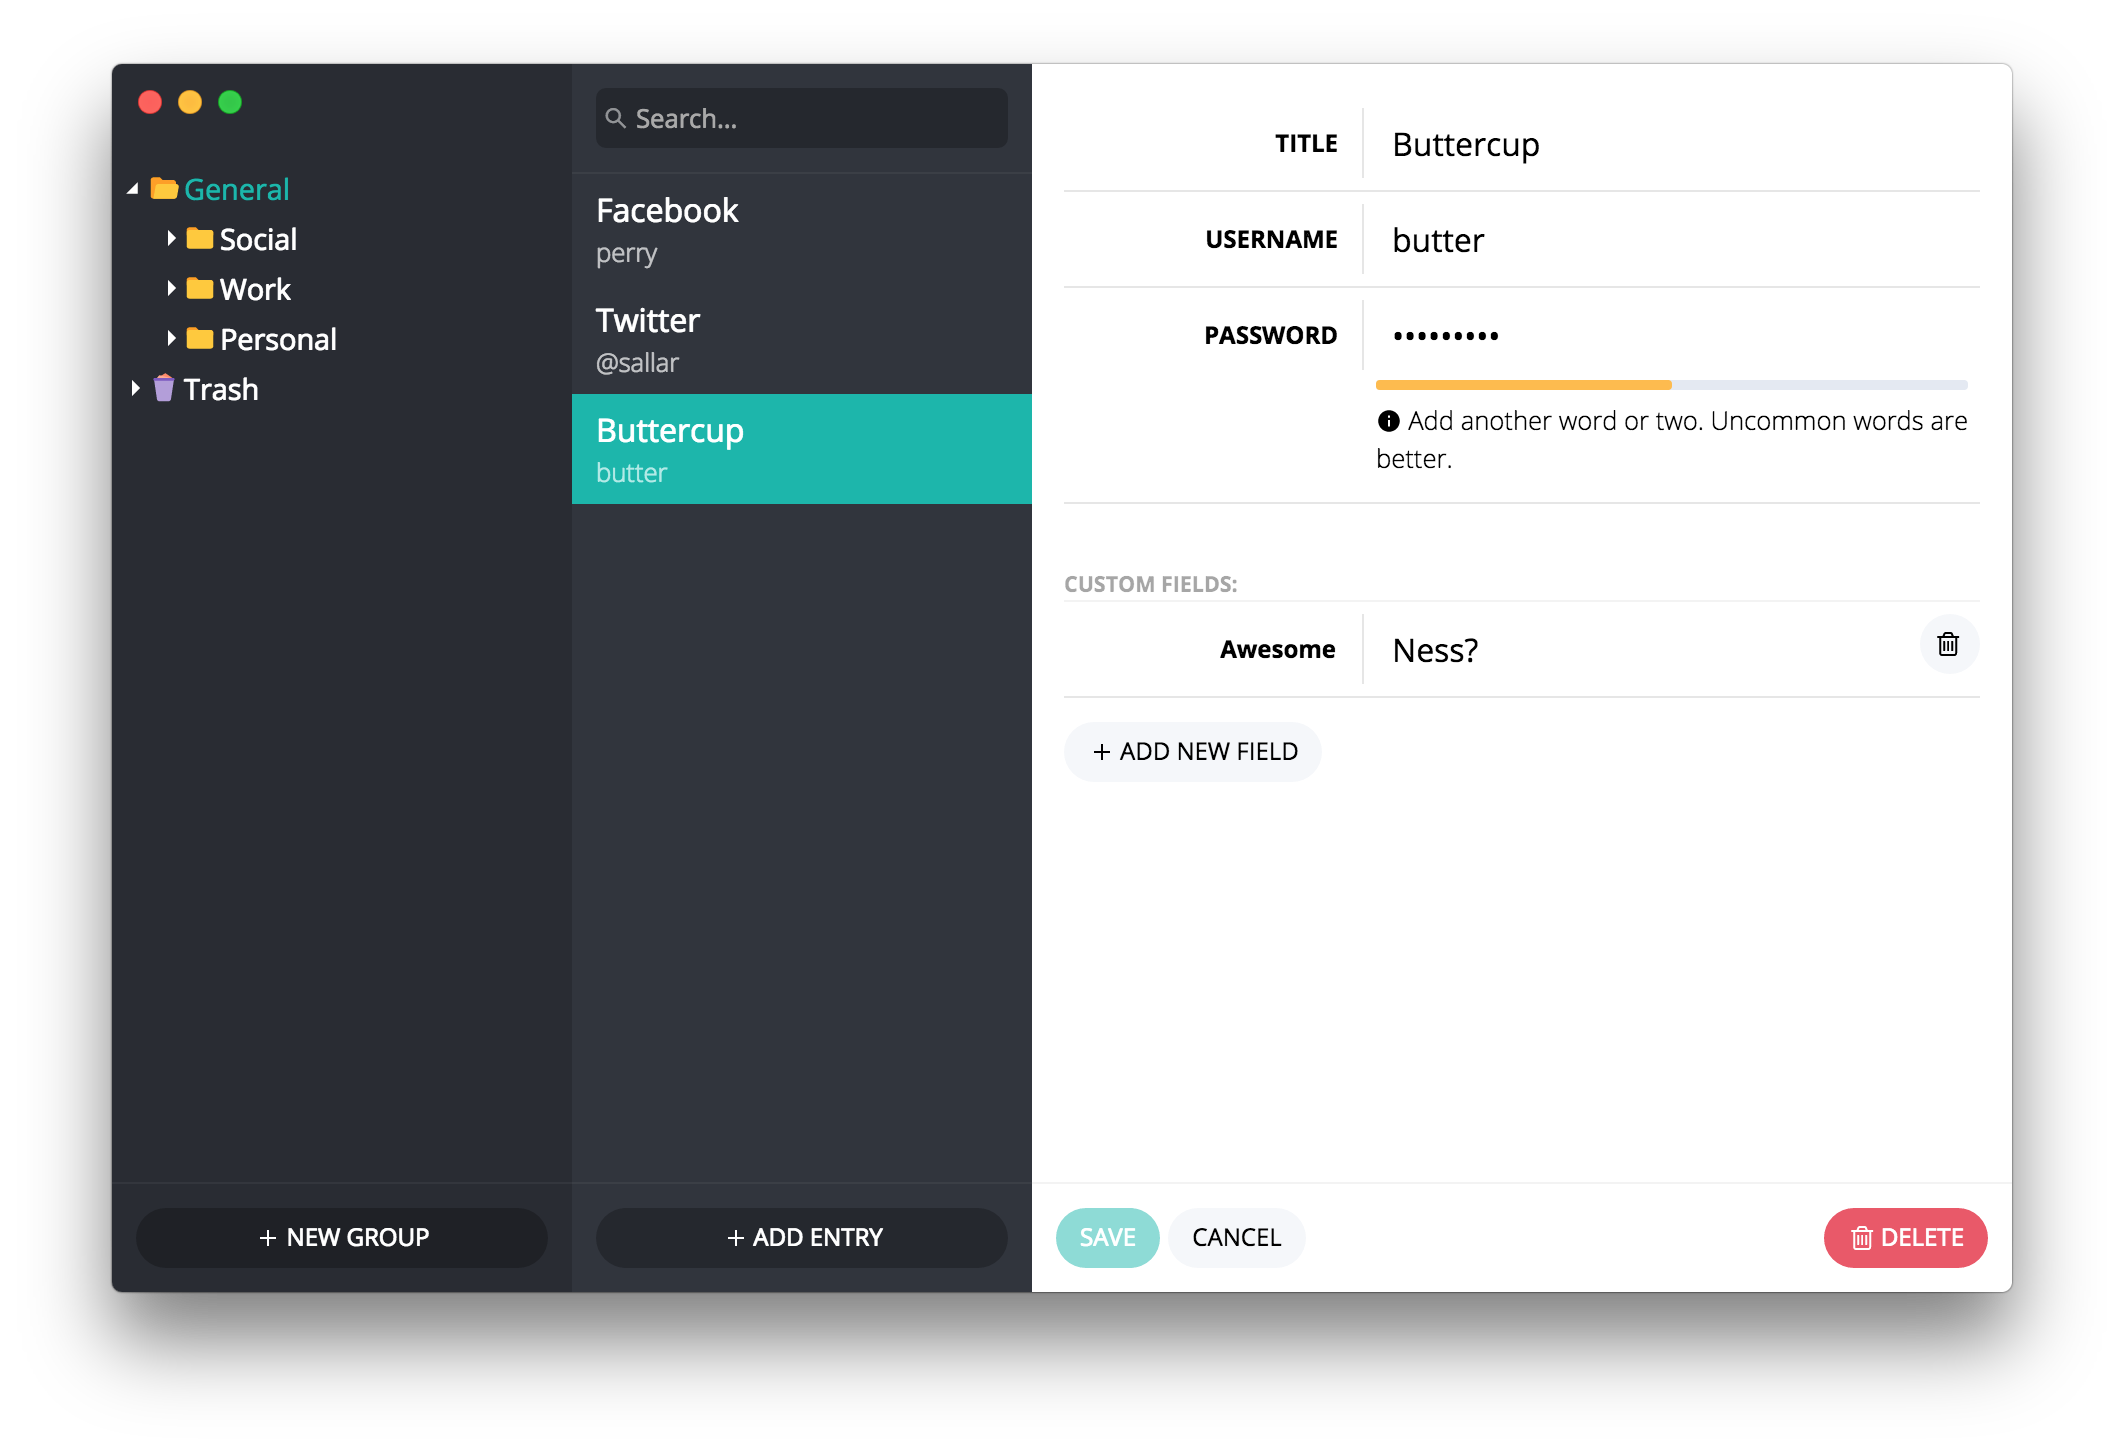 General
Social
Work
Personal
Trash
+ NEW GROUP
Search...
Facebook
perry
Twitter
@sallar
Buttercup
butter
+ ADD ENTRY
TITLE Buttercup
USERNAME butter
PASSWORD •••••••••
Add another word or two. Uncommon words are
better.
CUSTOM FIELDS:
Awesome Ness?
+ ADD NEW FIELD
SAVE CANCEL DELETE